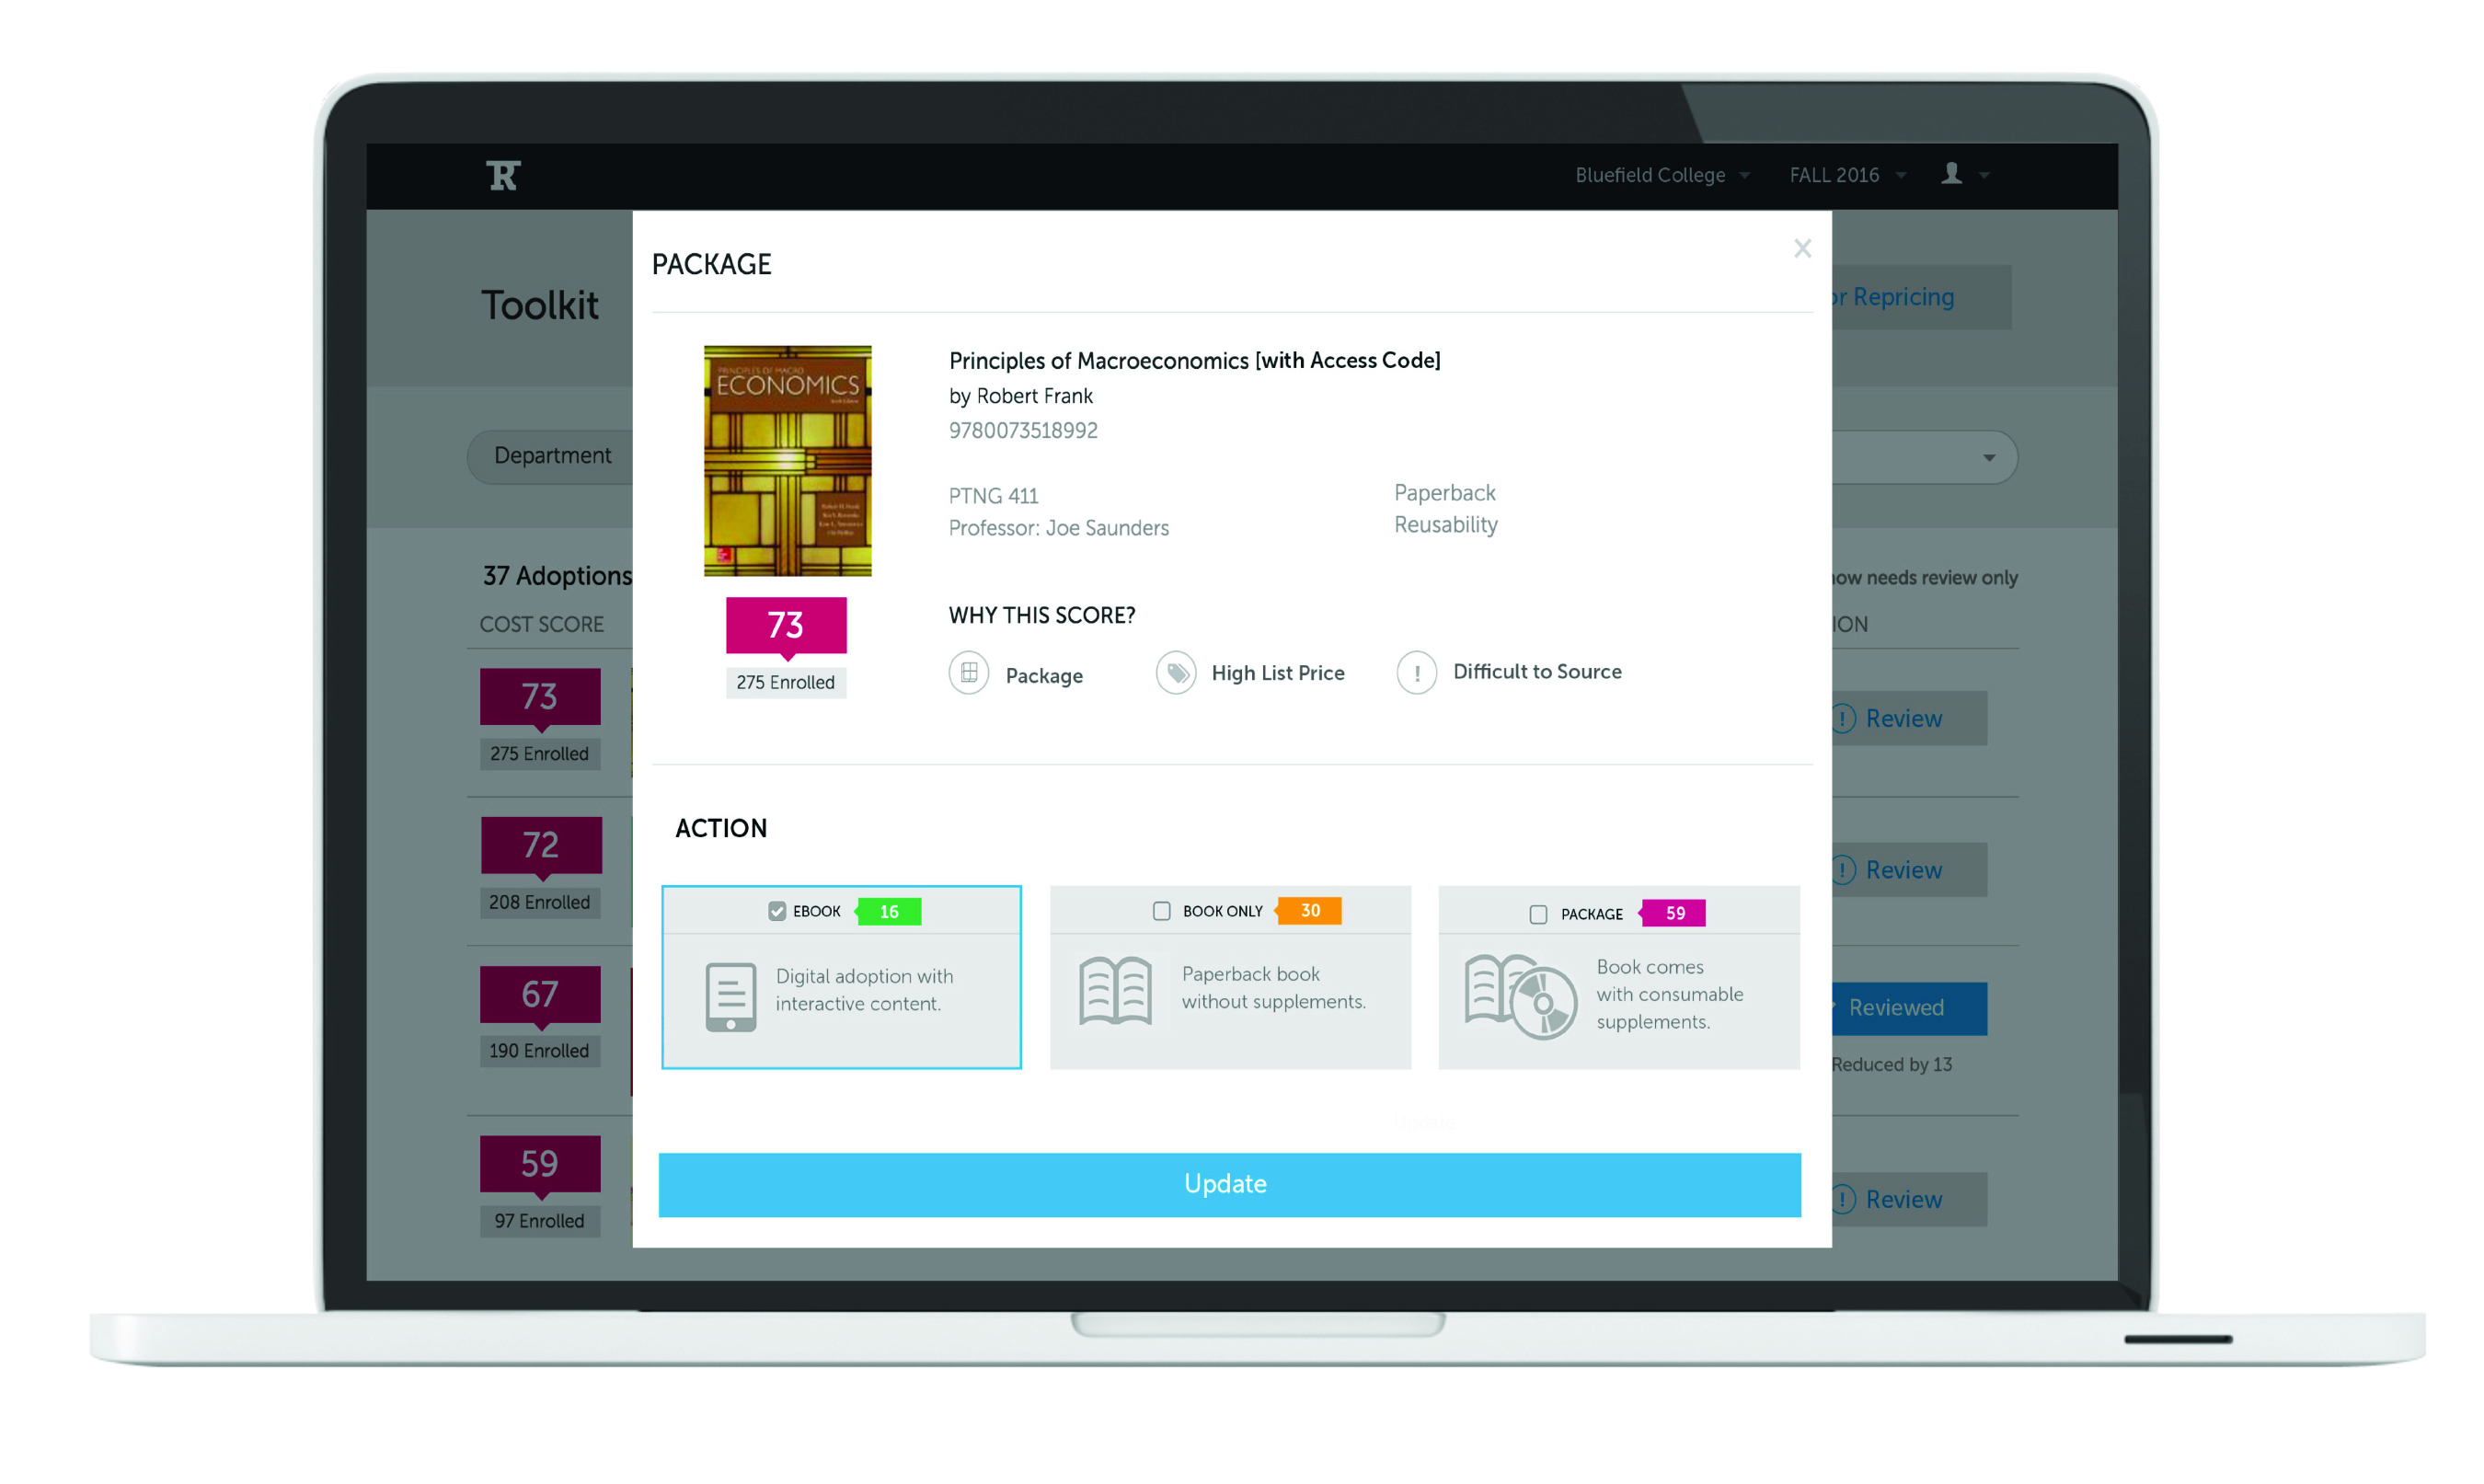 R
Bluefield College
FALL 2016
Toolkit
or Repricing
Department
37 Adoptions
now needs review only
COST SCORE
ION
73
275 Enrolled
Review
72
208 Enrolled
Review
67
190 Enrolled
Reviewed
Reduced by 13
59
97 Enrolled
Review
PACKAGE
×
PRINCIPLES OF MACRO
ECONOMICS
Principles of Macroeconomics [with Access Code]
by Robert Frank
9780073518992
PTNG 411
Professor: Joe Saunders
Paperback
Reusability
73
275 Enrolled
WHY THIS SCORE?
Package
High List Price
! Difficult to Source
ACTION
EBOOK 16
Digital adoption with
interactive content.
BOOK ONLY 30
Paperback book
without supplements.
PACKAGE 59
Book comes
with consumable
supplements.
Update